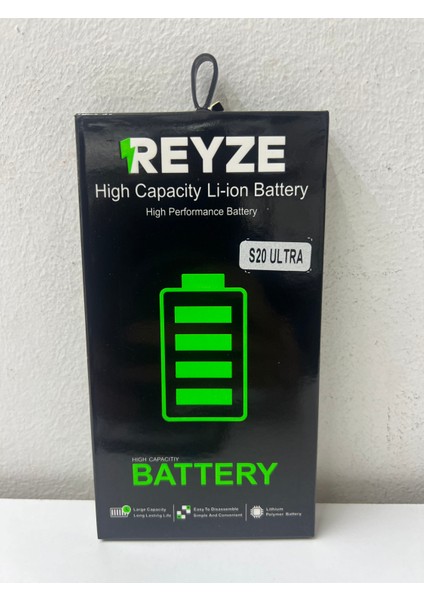 REYZE
High Capacity Li-ion Battery
High Performance Battery
S20 ULTRA
HIGH CAPACITIY
BATTERY
Large Capacity
Long Lasting Life
Easy To Disassemble
Simple And Convenient
Lithium
Polymer Battery